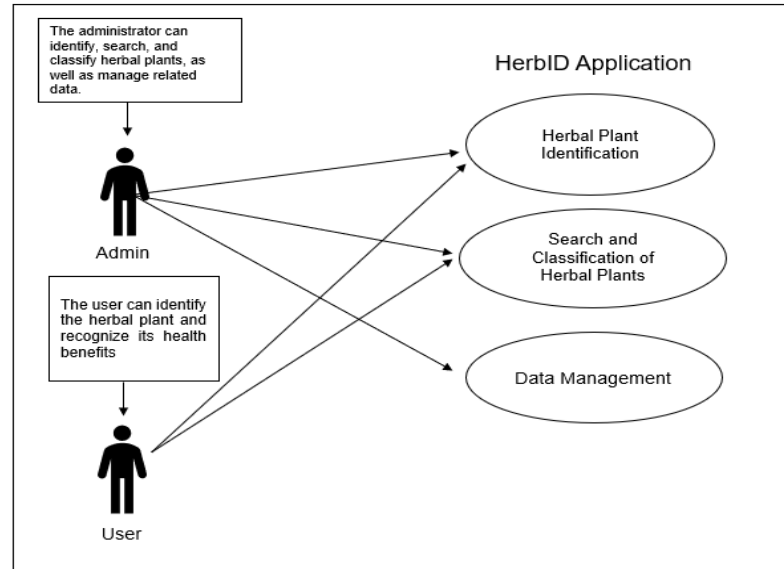 The administrator can
identify, search, and
classify herbal plants, as
well as manage related
data.
HerbID Application
Herbal Plant
Identification
Admin
Search and
Classification of
Herbal Plants
The user can identify
the herbal plant and
recognize its health
benefits
Data Management
User